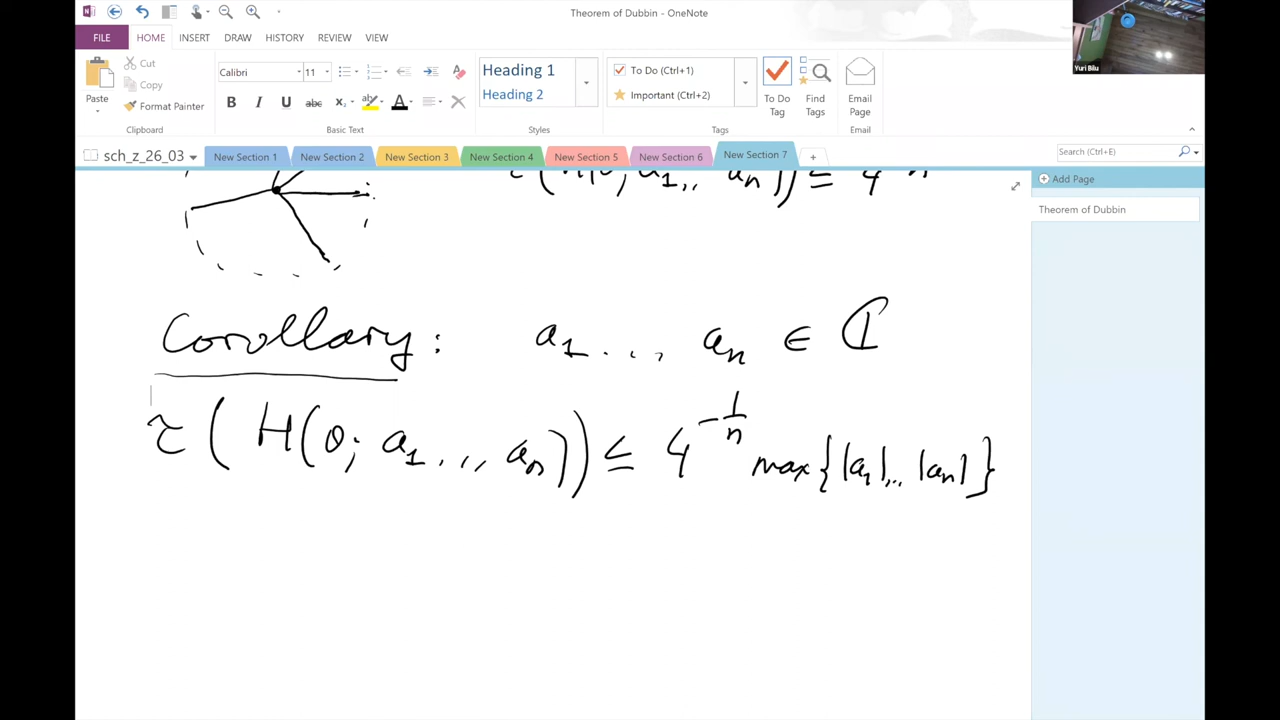 Theorem of Dubbin - OneNote
FILE HOME INSERT DRAW HISTORY REVIEW VIEW
Yuri Bilu
Paste Cut Copy Format Painter
Clipboard
Calibri 11
B I U abc x₂ A
Basic Text
Heading 1
Heading 2
Styles
To Do (Ctrl+1)
Important (Ctrl+2)
To Do Tag
Find Tags
Tags
Email Page
Email
sch_z_26_03 New Section 1 New Section 2 New Section 3 New Section 4 New Section 5 New Section 6 New Section 7 +
Search (Ctrl+E)
Add Page
Theorem of Dubbin
Corollary: a₁..., aₙ ∈ ℂ
τ(H(0; a₁..., aₙ)) ≤ 4^{-1/n} max{|a₁|,.. |aₙ|}